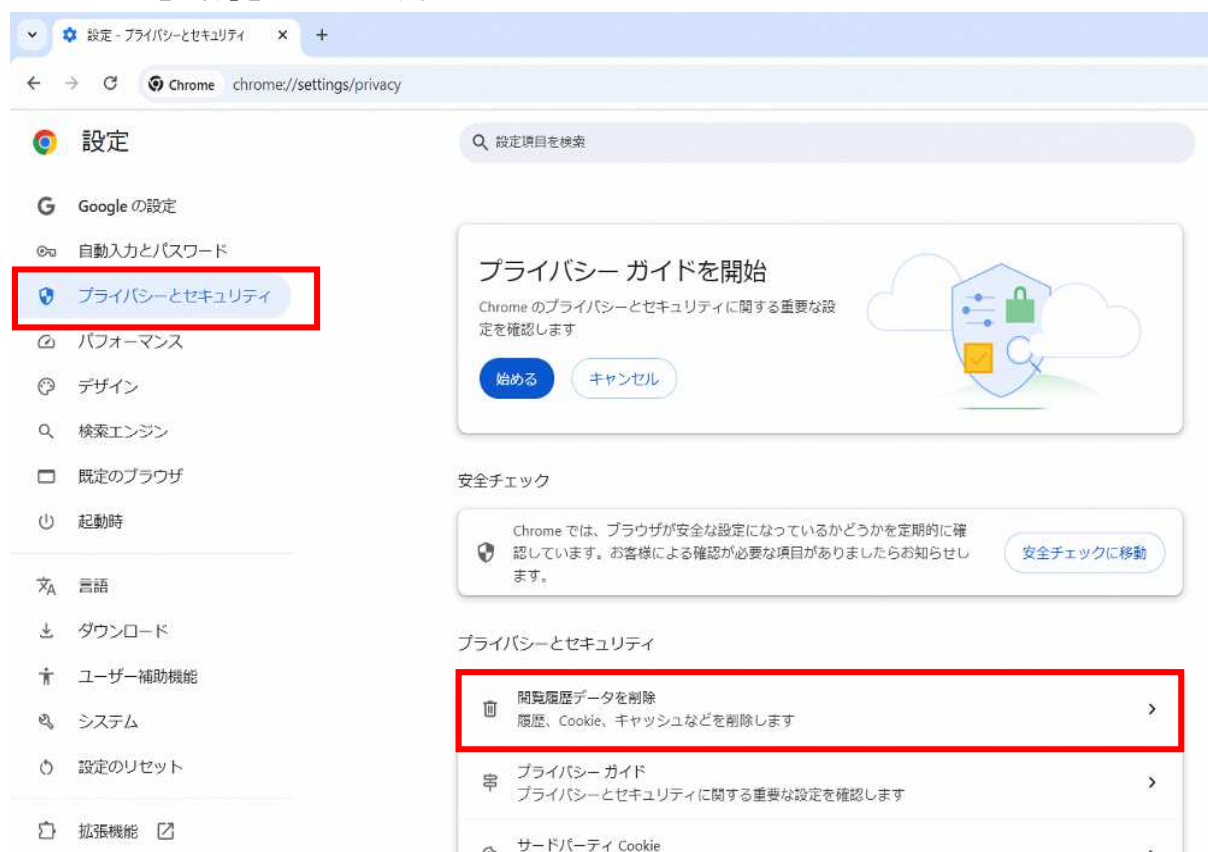 設定 - プライバシーとセキュリティ
Chrome
chrome://settings/privacy
設定
設定項目を検索
Google の設定
自動入力とパスワード
プライバシーとセキュリティ
パフォーマンス
デザイン
検索エンジン
既定のブラウザ
起動時
言語
ダウンロード
ユーザー補助機能
システム
設定のリセット
拡張機能
プライバシー ガイドを開始
Chrome のプライバシーとセキュリティに関する重要な設
定を確認します
始める
キャンセル
安全チェック
Chrome では、ブラウザが安全な設定になっているかどうかを定期的に確
認しています。お客様による確認が必要な項目がありましたらお知らせし
ます。
安全チェックに移動
プライバシーとセキュリティ
閲覧履歴データを削除
履歴、Cookie、キャッシュなどを削除します
プライバシー ガイド
プライバシーとセキュリティに関する重要な設定を確認します
サードパーティ Cookie